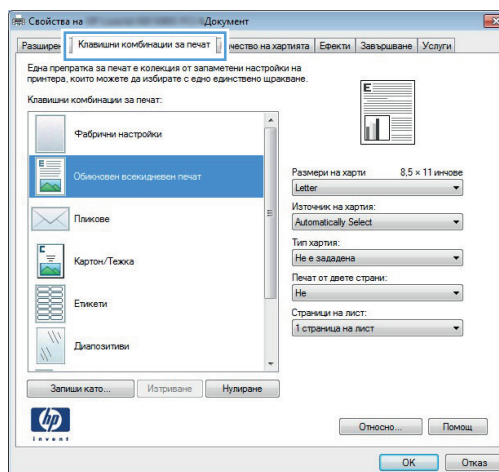 Свойства на Документ
Разширен
Клавишни комбинации за печат
чество на хартията
Ефекти
Завършване
Услуги
Една препратка за печат е колекция от запаметени настройки на
принтера, които можете да избирате с едно единствено щракване.
Клавишни комбинации за печат:
Фабрични настройки
Обикновен всекидневен печат
Пликове
Картон/Тежка
Етикети
Диапозитиви
Размери на харти 8,5 × 11 инчове
Letter
Източник на хартия:
Automatically Select
Тип хартия:
Не е зададена
Печат от двете страни:
Не
Страници на лист:
1 страница на лист
Запиши като...
Изтриване
Нулиране
hp
invent
Относно...
Помощ
OK
Отказ